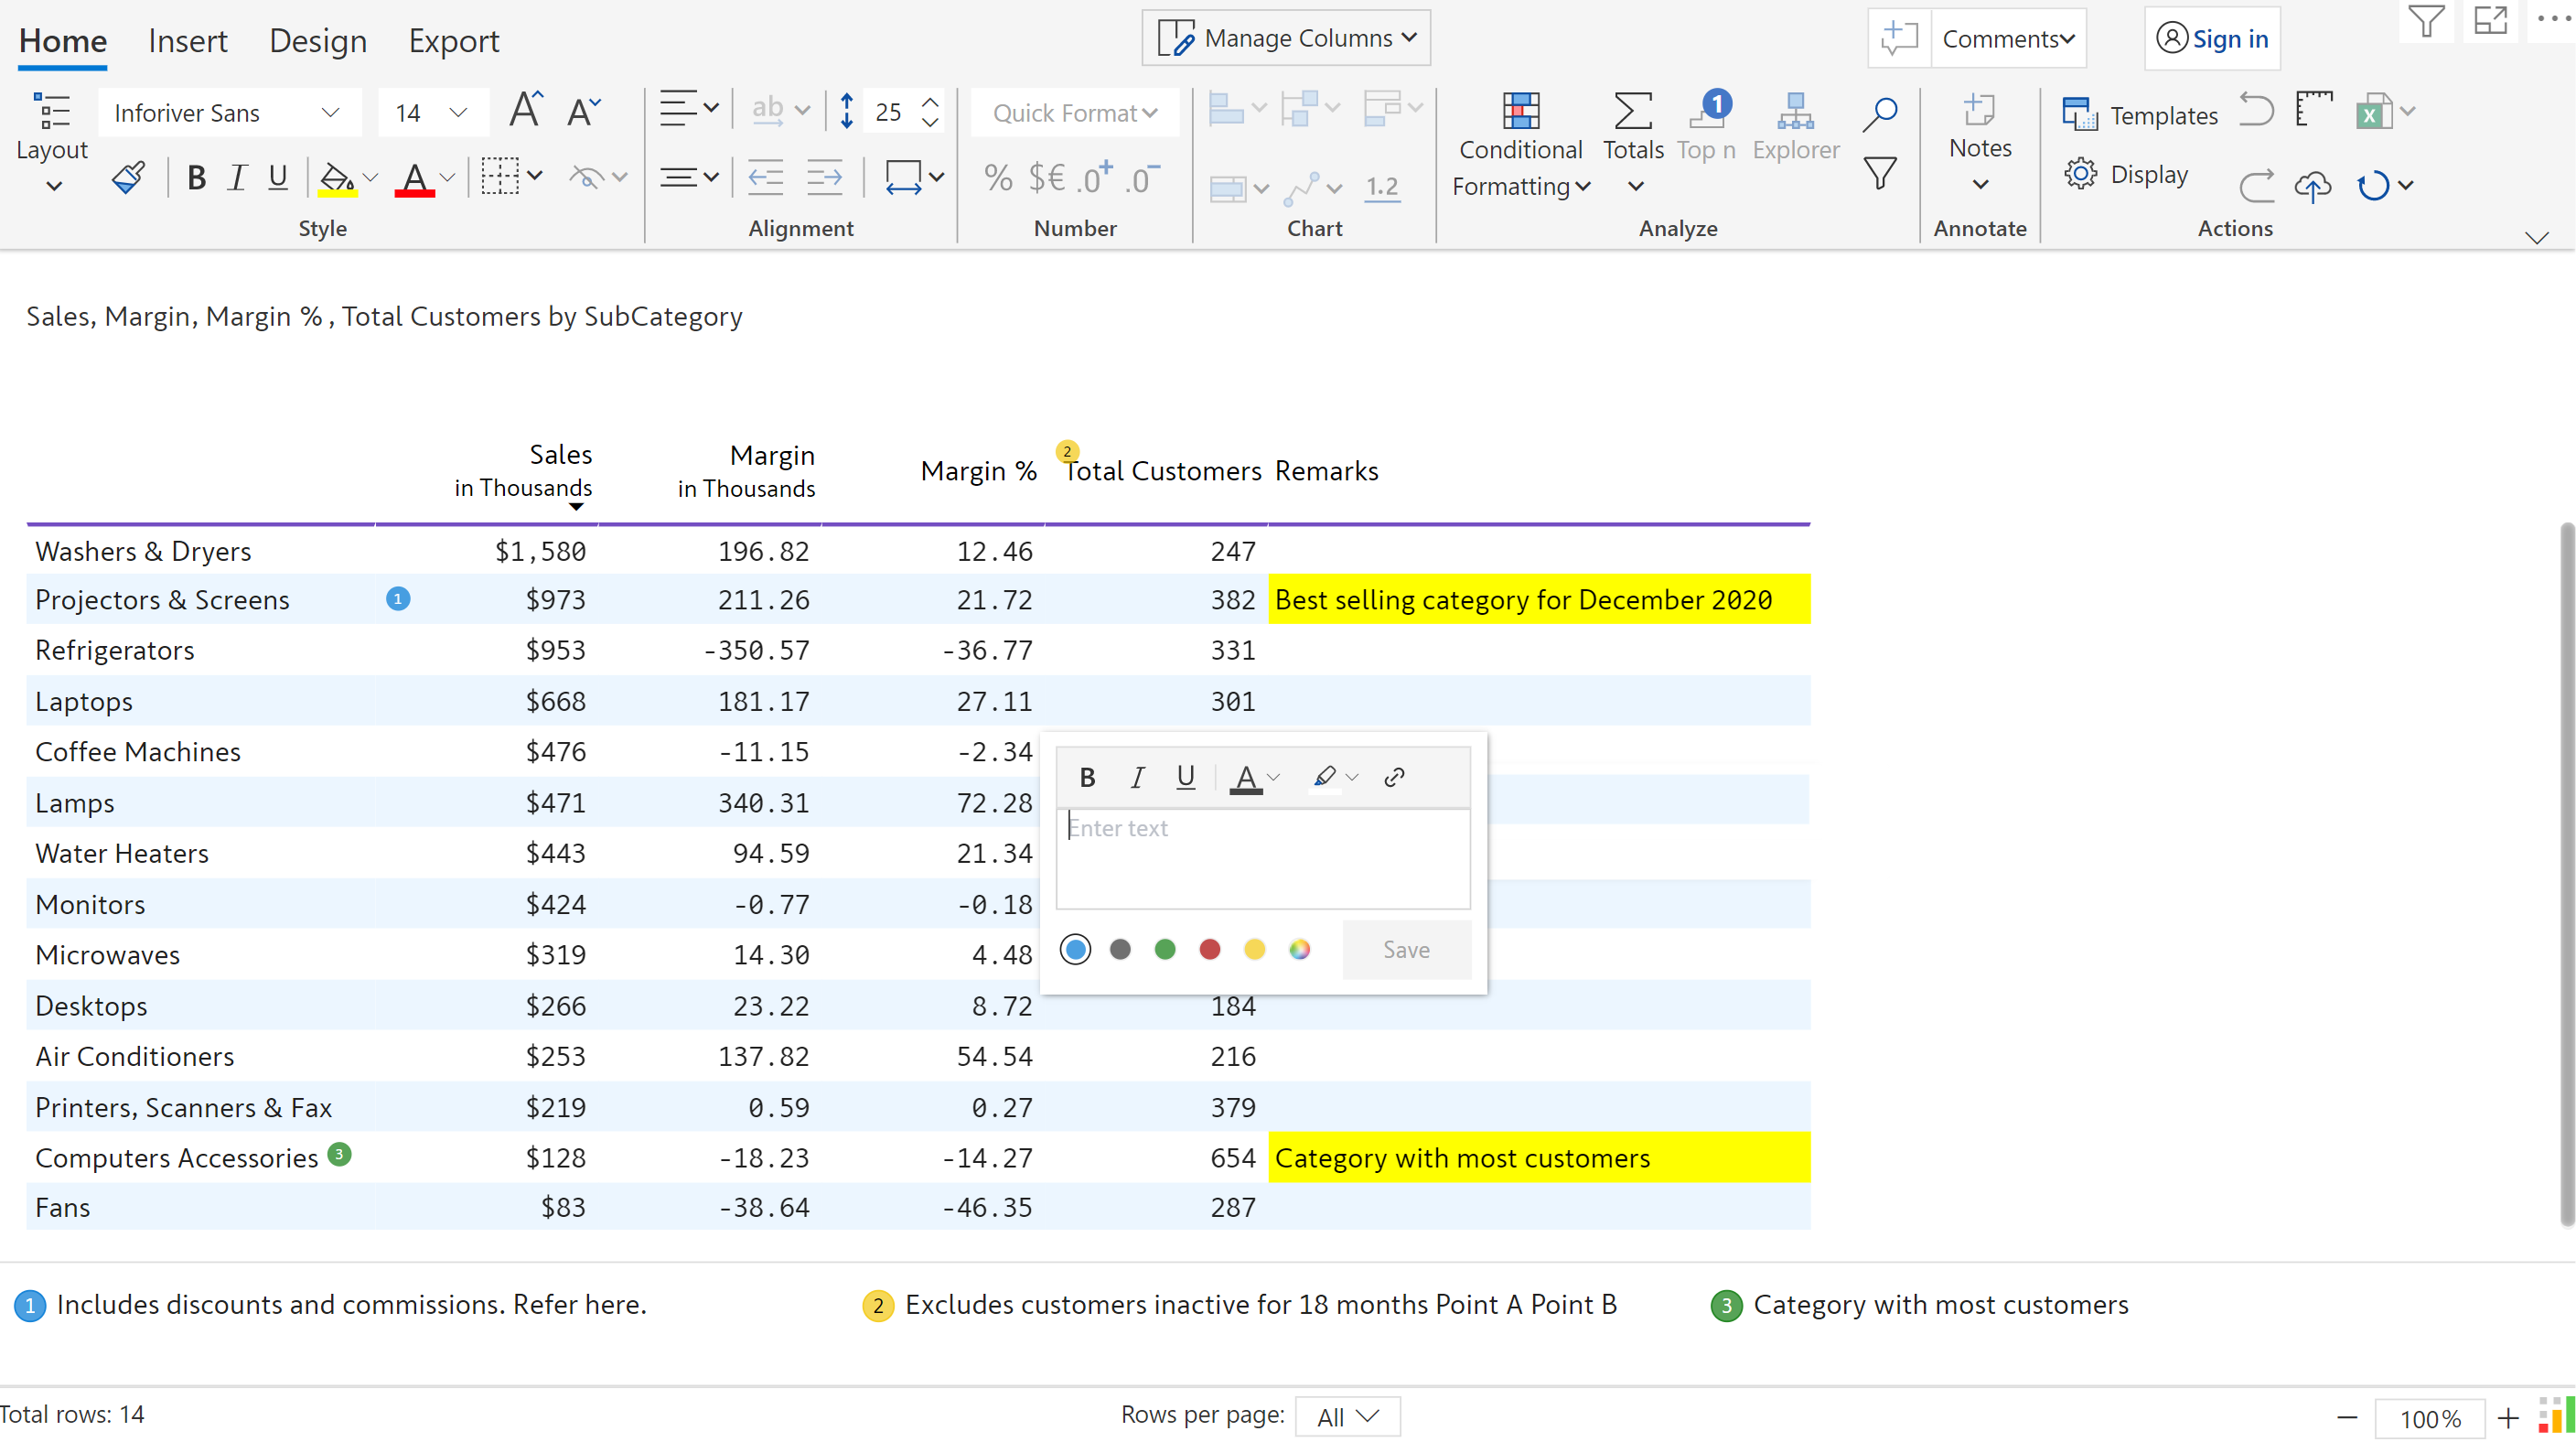 Home Insert Design Export
Manage Columns
Comments
Sign in
Layout
Inforiver Sans 14 A A
B I U A
Style
ab 25
Alignment
Quick Format
% $€ .0+ .0-
Number
1.2
Chart
Conditional Formatting
Totals
1
Top n
Explorer
Analyze
Notes
Annotate
Templates
X
Display
Actions
Sales, Margin, Margin % , Total Customers by SubCategory
Sales in Thousands Margin in Thousands Margin % 2 Total Customers Remarks
Washers & Dryers $1,580 196.82 12.46 247
Projectors & Screens 1 $973 211.26 21.72 382 Best selling category for December 2020
Refrigerators $953 -350.57 -36.77 331
Laptops $668 181.17 27.11 301
Coffee Machines $476 -11.15 -2.34
Lamps $471 340.31 72.28
Water Heaters $443 94.59 21.34
Monitors $424 -0.77 -0.18
Microwaves $319 14.30 4.48
B I U A
Enter text
Save
Desktops $266 23.22 8.72 184
Air Conditioners $253 137.82 54.54 216
Printers, Scanners & Fax $219 0.59 0.27 379
Computers Accessories 3 $128 -18.23 -14.27 654 Category with most customers
Fans $83 -38.64 -46.35 287
1 Includes discounts and commissions. Refer here.
2 Excludes customers inactive for 18 months Point A Point B
3 Category with most customers
Total rows: 14
Rows per page: All
100%